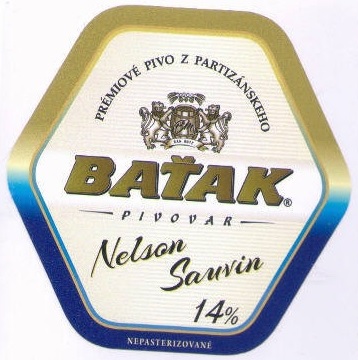 PRÉMIOVÉ PIVO Z PARTIZÁNSKEHO
BAŤAK®
PIVOVAR
Nelson
Sauvin
14%
NEPASTERIZOVANÉ